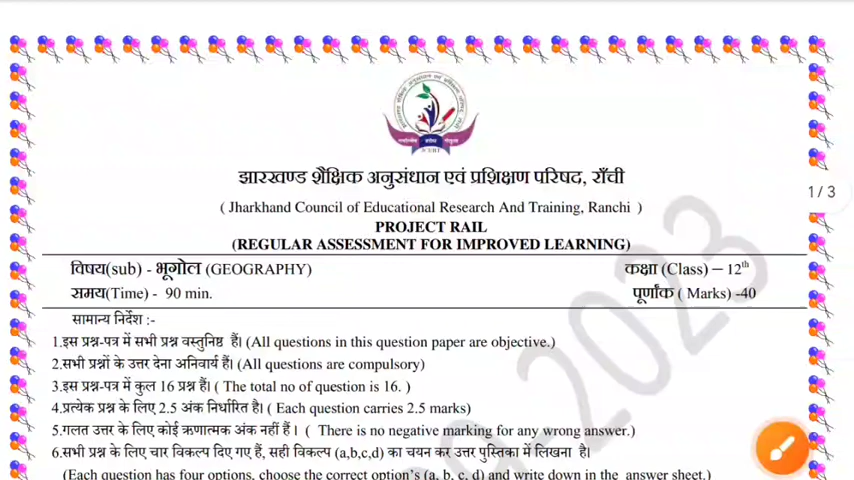 झारखण्ड शैक्षिक अनुसंधान एवं प्रशिक्षण परिषद, राँची
1 / 3
( Jharkhand Council of Educational Research And Training, Ranchi )
PROJECT RAIL
(REGULAR ASSESSMENT FOR IMPROVED LEARNING)
विषय(sub) - भूगोल (GEOGRAPHY) कक्षा (Class) – 12th
समय(Time) - 90 min. पूर्णांक ( Marks) -40
सामान्य निर्देश :-
1.इस प्रश्न-पत्र में सभी प्रश्न वस्तुनिष्ठ हैं। (All questions in this question paper are objective.)
2.सभी प्रश्नों के उत्तर देना अनिवार्य हैं। (All questions are compulsory)
3.इस प्रश्न-पत्र में कुल 16 प्रश्न हैं। ( The total no of question is 16. )
4.प्रत्येक प्रश्न के लिए 2.5 अंक निर्धारित है। ( Each question carries 2.5 marks)
5.गलत उत्तर के लिए कोई ऋणात्मक अंक नहीं हैं । ( There is no negative marking for any wrong answer.)
6.सभी प्रश्न के लिए चार विकल्प दिए गए हैं, सही विकल्प (a,b,c,d) का चयन कर उत्तर पुस्तिका में लिखना है।
(Each question has four options, choose the correct option's (a, b, c, d) and write down in the answer sheet.)
2023